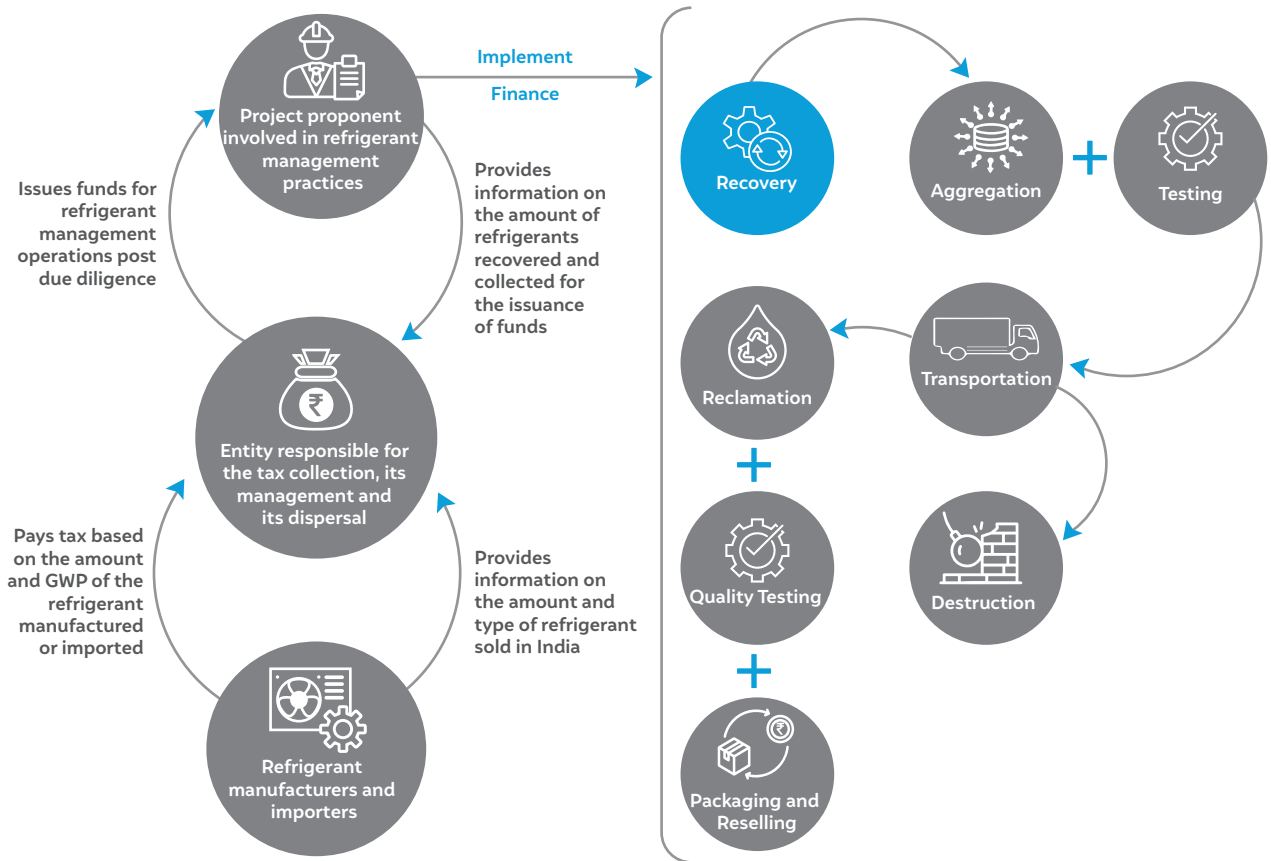 Project proponent
involved in refrigerant
management
practices
Implement
Finance
Issues funds for
refrigerant
management
operations post
due diligence
Provides
information on
the amount of
refrigerants
recovered and
collected for
the issuance
of funds
₹
Entity responsible for
the tax collection, its
management and
its dispersal
Pays tax based
on the amount
and GWP of the
refrigerant
manufactured
or imported
Provides
information on
the amount and
type of refrigerant
sold in India
Refrigerant
manufacturers and
importers
Recovery
Aggregation
+
Testing
Reclamation
Transportation
+
Quality Testing
Destruction
+
₹
Packaging and
Reselling